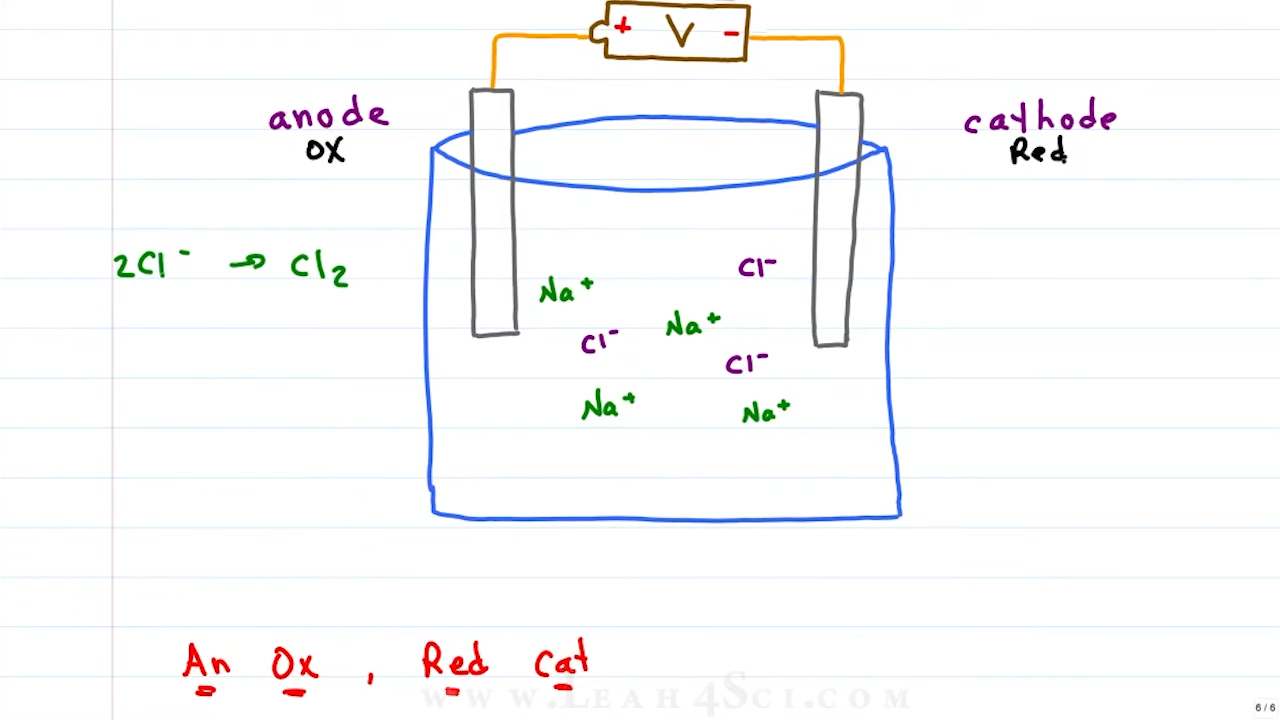 + V -
anode
cathode
OX
Red
2Cl⁻ → Cl₂
Cl⁻
Na⁺
Na⁺
Cl⁻
Cl⁻
Na⁺
Na⁺
An Ox, Red Cat
www.Leah4Sci.com
6 / 6